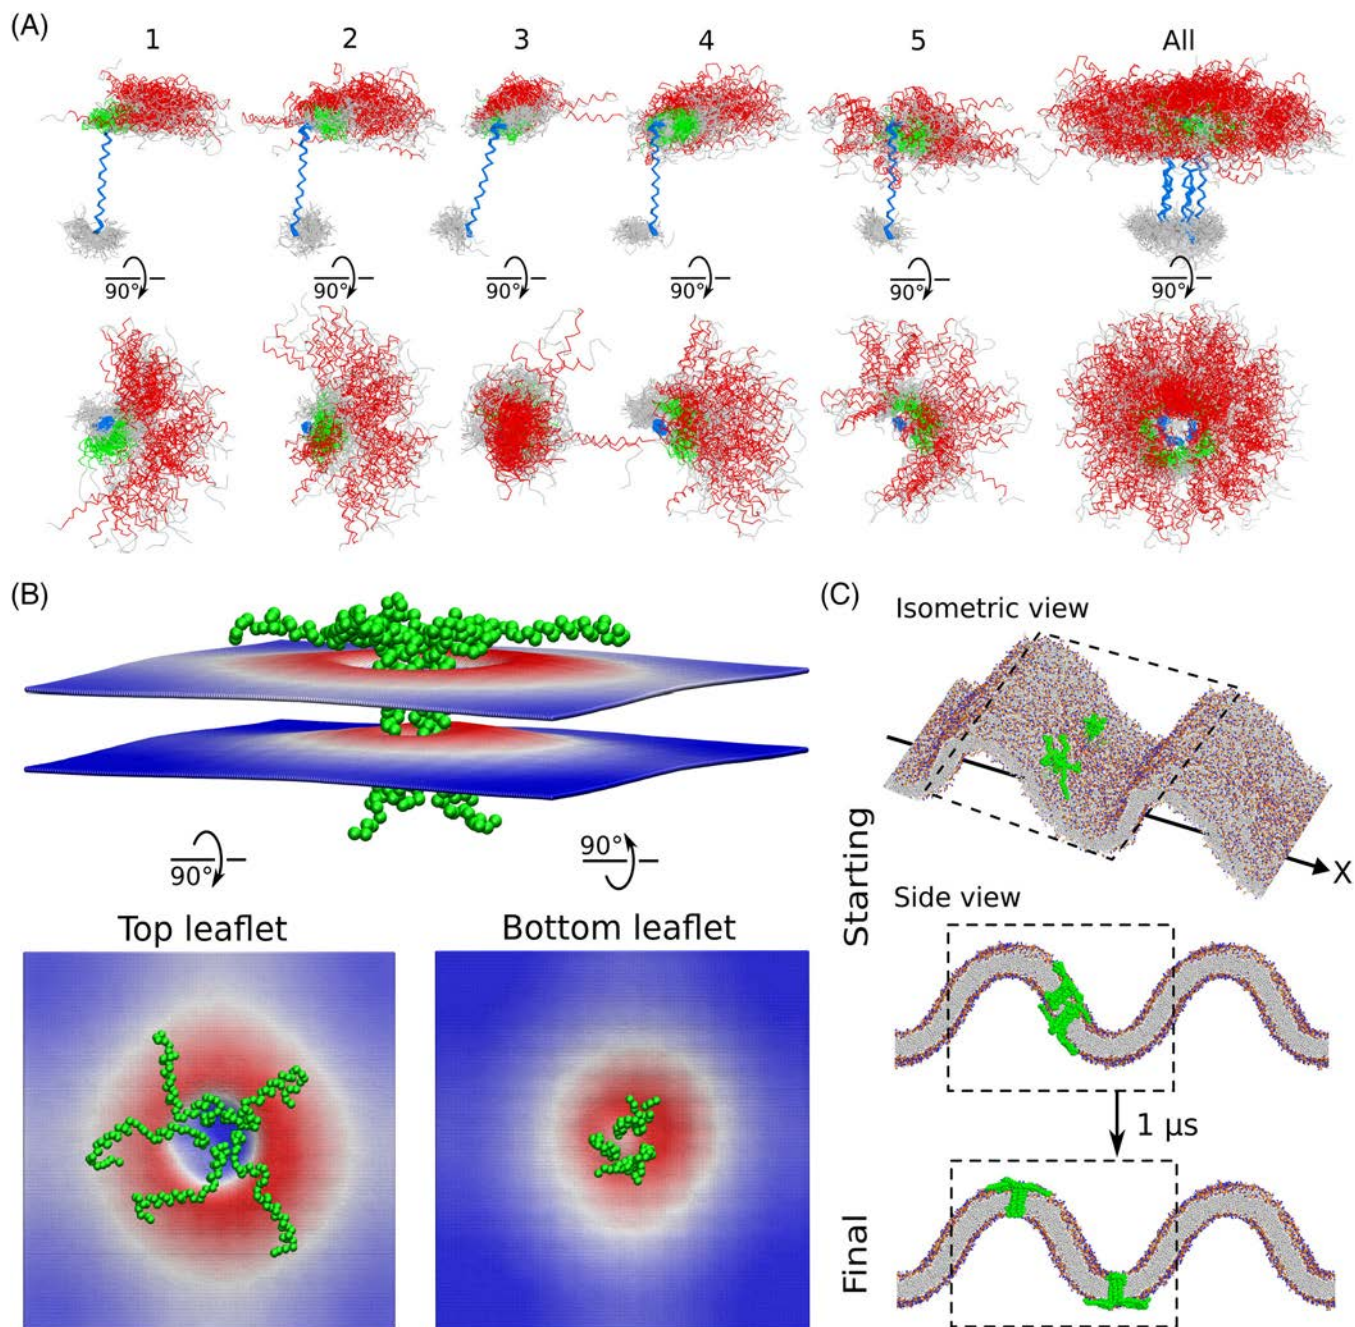 (A)
1 2 3 4 5 All
90° 90° 90° 90° 90° 90°
(B)
90° 90°
Top leaflet Bottom leaflet
(C)
Isometric view
X
Starting
Side view
1 μs
Final